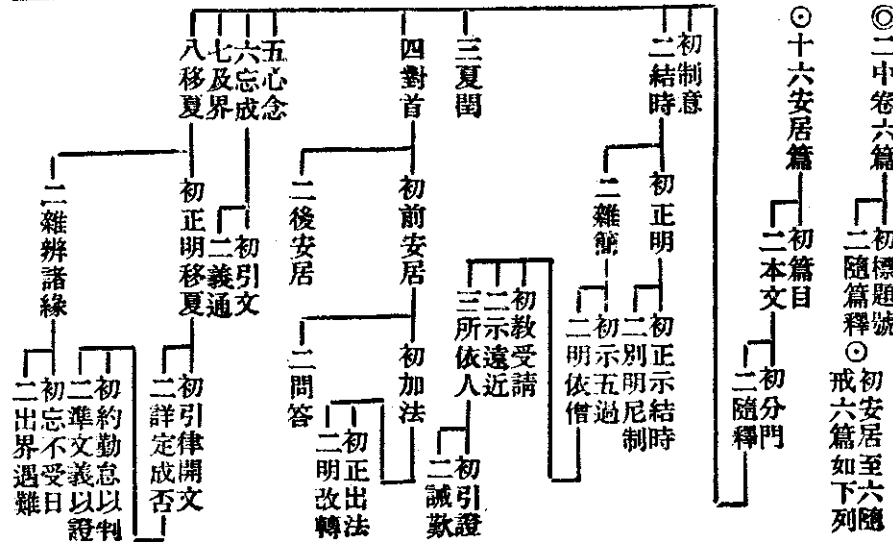 ◎二中卷六篇
初標題號
二隨篇釋
⊙初安居至六隨
戒六篇如下列
⊙十六安居篇
初篇目
二本文
初分門
二隨釋
初制意
二結時
初正明
初正示結時
二別明尼制
二雜簡
初示五過
二明依僧
初教受請
二示遠近
三所依人
初引證
二誡歎
三夏閏
四對首
初前安居
初加法
初正出法
二明改轉
二問答
二後安居
五心念
六忘成
初引文
二義通
七及界
八移夏
初正明移夏
初引律開文
二詳定成否
初約勤怠以判
二準文義以證
二雜辨諸緣
初忘不受日
二出界遇難